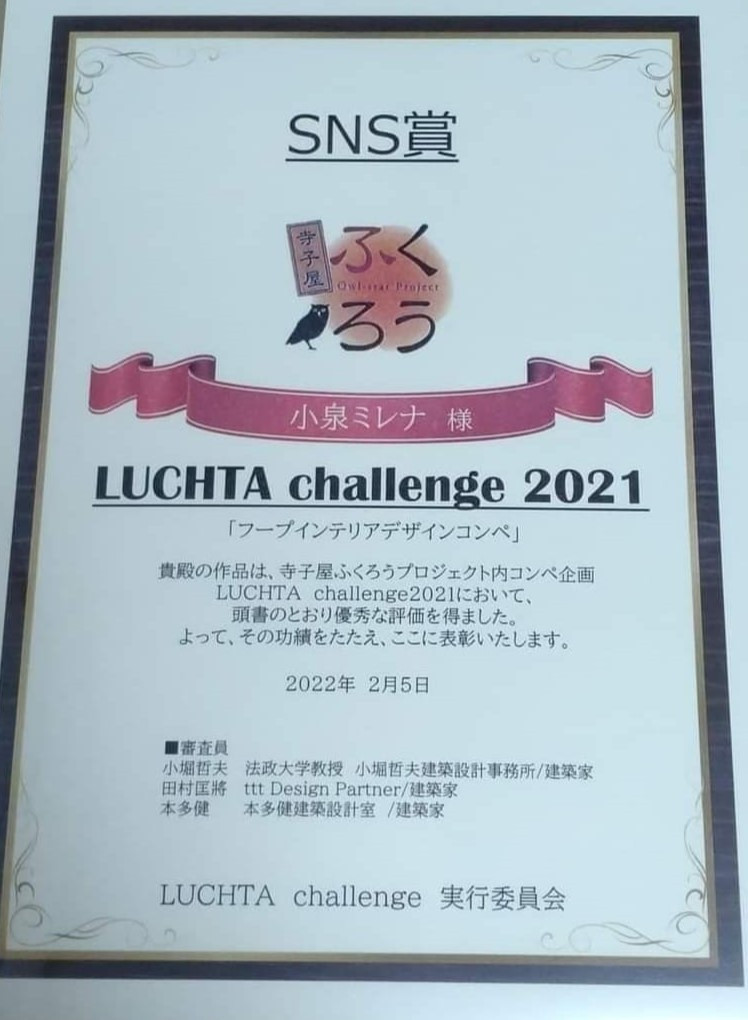 SNS賞
寺子屋
ふく
Owl-star Project
ろう
小泉ミレナ 様
LUCHTA challenge 2021
「フープインテリアデザインコンペ」
貴殿の作品は、寺子屋ふくろうプロジェクト内コンペ企画
LUCHTA challenge2021において、
頭書のとおり優秀な評価を得ました。
よって、その功績をたたえ、ここに表彰いたします。
2022年 2月5日
■審査員
小堀哲夫 法政大学教授 小堀哲夫建築設計事務所/建築家
田村匡將 ttt Design Partner/建築家
本多健 本多健建築設計室 /建築家
LUCHTA challenge 実行委員会